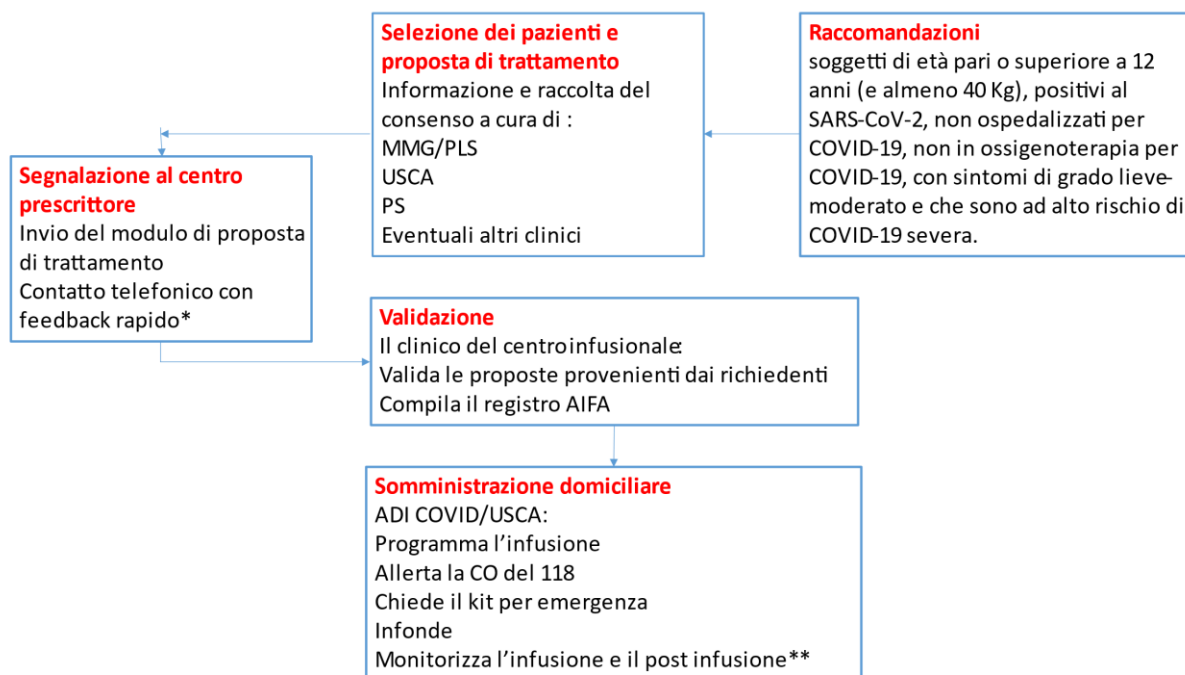 Raccomandazioni
soggetti di età pari o superiore a 12
anni (e almeno 40 Kg), positivi al
SARS-CoV-2, non ospedalizzati per
COVID-19, non in ossigenoterapia per
COVID-19, con sintomi di grado lieve-
moderato e che sono ad alto rischio di
COVID-19 severa.
Selezione dei pazienti e
proposta di trattamento
Informazione e raccolta del
consenso a cura di :
MMG/PLS
USCA
PS
Eventuali altri clinici
Segnalazione al centro
prescrittore
Invio del modulo di proposta
di trattamento
Contatto telefonico con
feedback rapido*
Validazione
Il clinico del centro infusionale:
Valida le proposte provenienti dai richiedenti
Compila il registro AIFA
Somministrazione domiciliare
ADI COVID/USCA:
Programma l'infusione
Allerta la CO del 118
Chiede il kit per emergenza
Infonde
Monitorizza l'infusione e il post infusione**